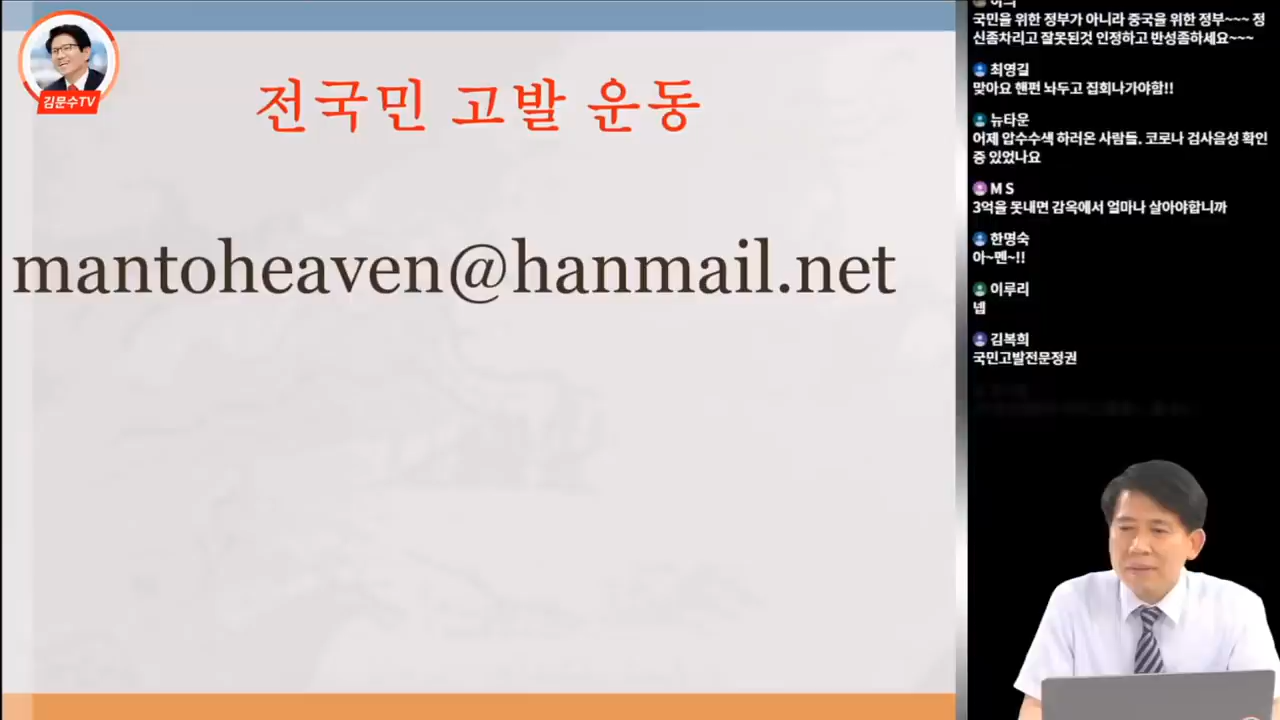 김문수TV
전국민 고발 운동
mantoheaven@hanmail.net
국민을 위한 정부가 아니라 중국을 위한 정부~~~ 정
신좀차리고 잘못된것 인정하고 반성좀하세요~~~
최영길
맞아요 핸펀 놔두고 집회나가야함!!
뉴타운
어제 압수수색 하러온 사람들. 코로나 검사음성 확인
증 있었나요
M S
3억을 못내면 감옥에서 얼마나 살아야합니까
한명숙
아~멘~!!
이루리
넵
김복희
국민고발전문정권